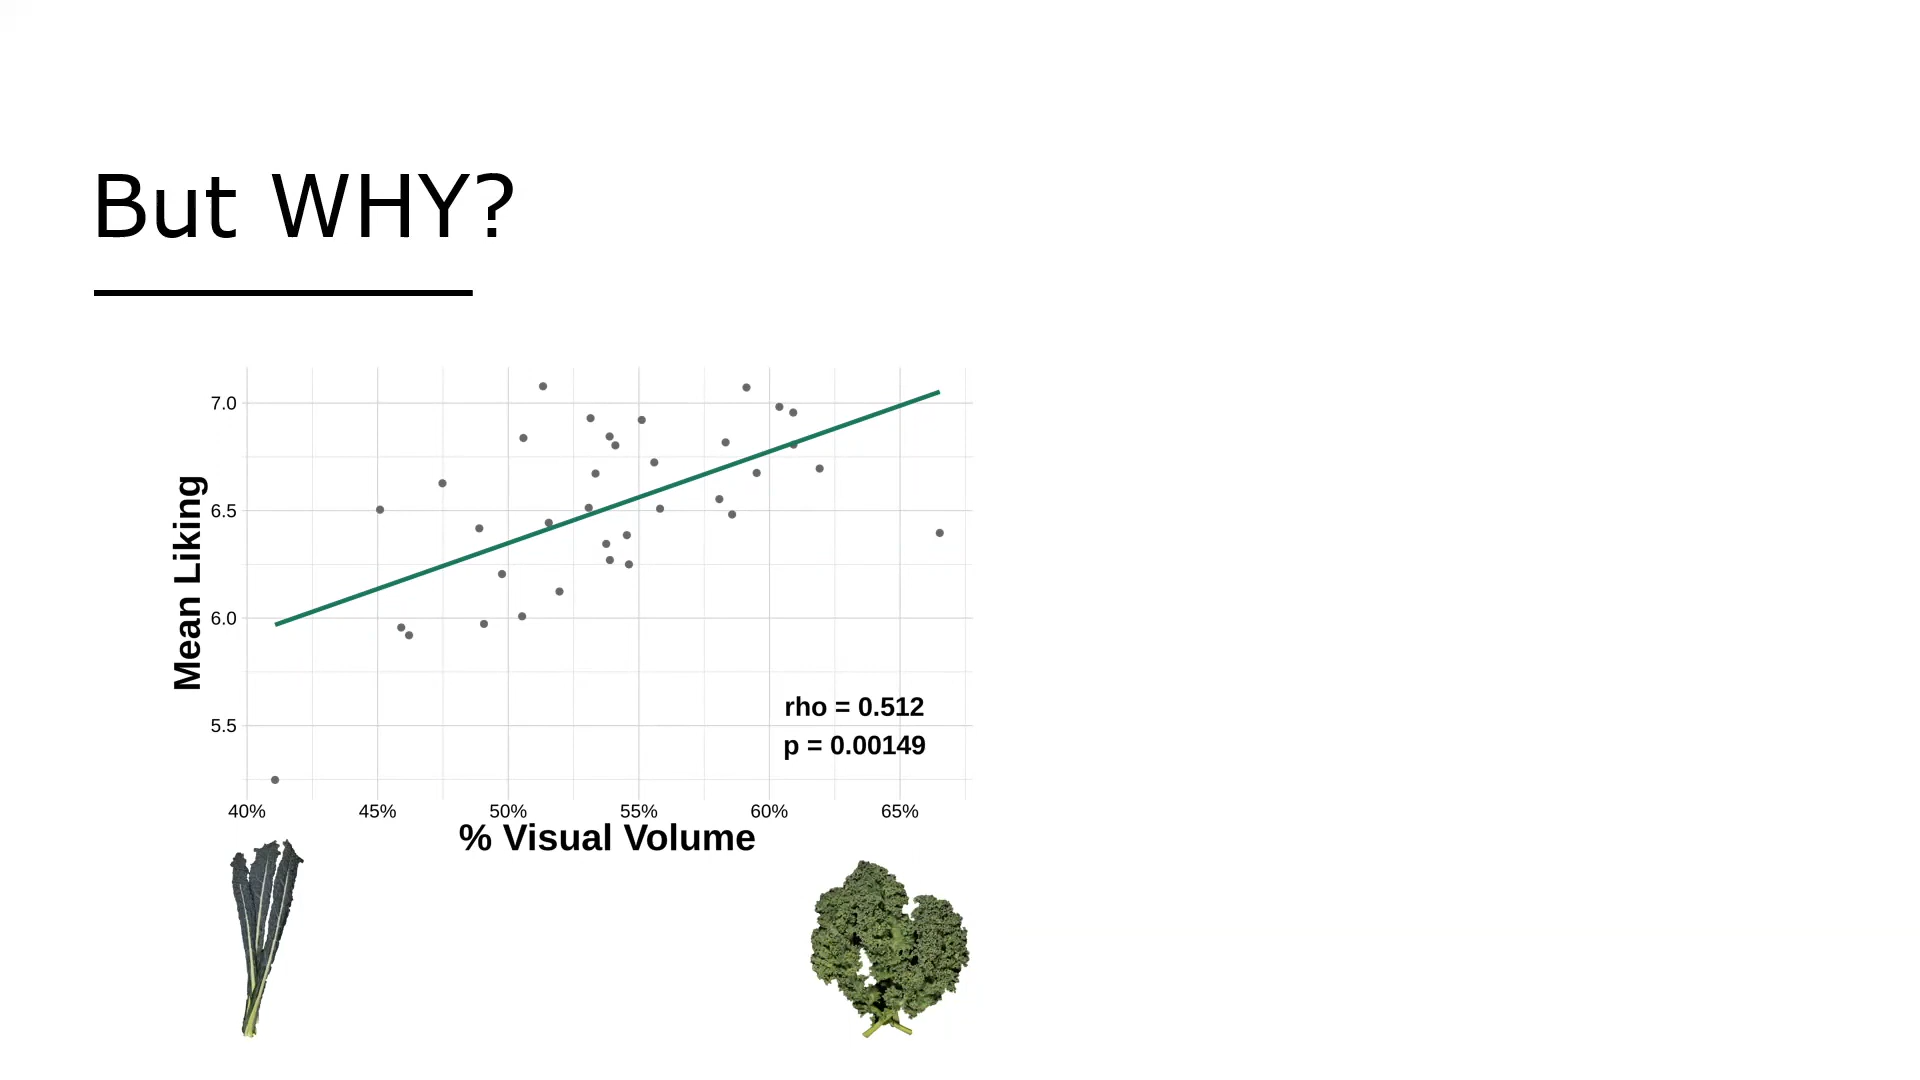 But WHY?
Mean Liking
7.0
6.5
6.0
5.5
rho = 0.512
p = 0.00149
40% 45% 50% 55% 60% 65%
% Visual Volume